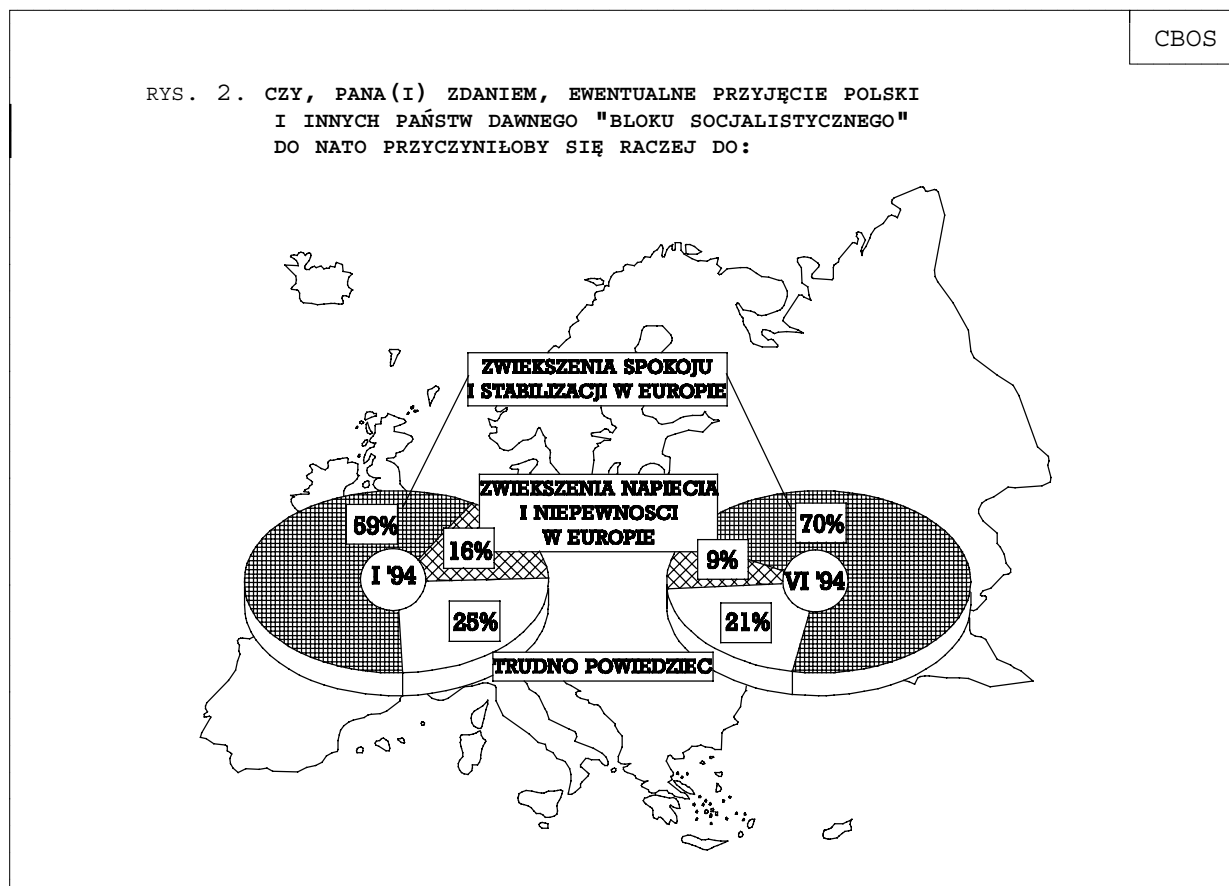 CBOS
RYS. 2. CZY, PANA(I) ZDANIEM, EWENTUALNE PRZYJĘCIE POLSKI
I INNYCH PAŃSTW DAWNEGO "BLOKU SOCJALISTYCZNEGO"
DO NATO PRZYCZYNIŁOBY SIĘ RACZEJ DO:
ZWIEKSZENIA SPOKOJU
I STABILIZACJI W EUROPIE
ZWIEKSZENIA NAPIECIA
I NIEPEWNOSCI
W EUROPIE
59%
16%
I '94
25%
70%
9%
VI '94
21%
TRUDNO POWIEDZIEC